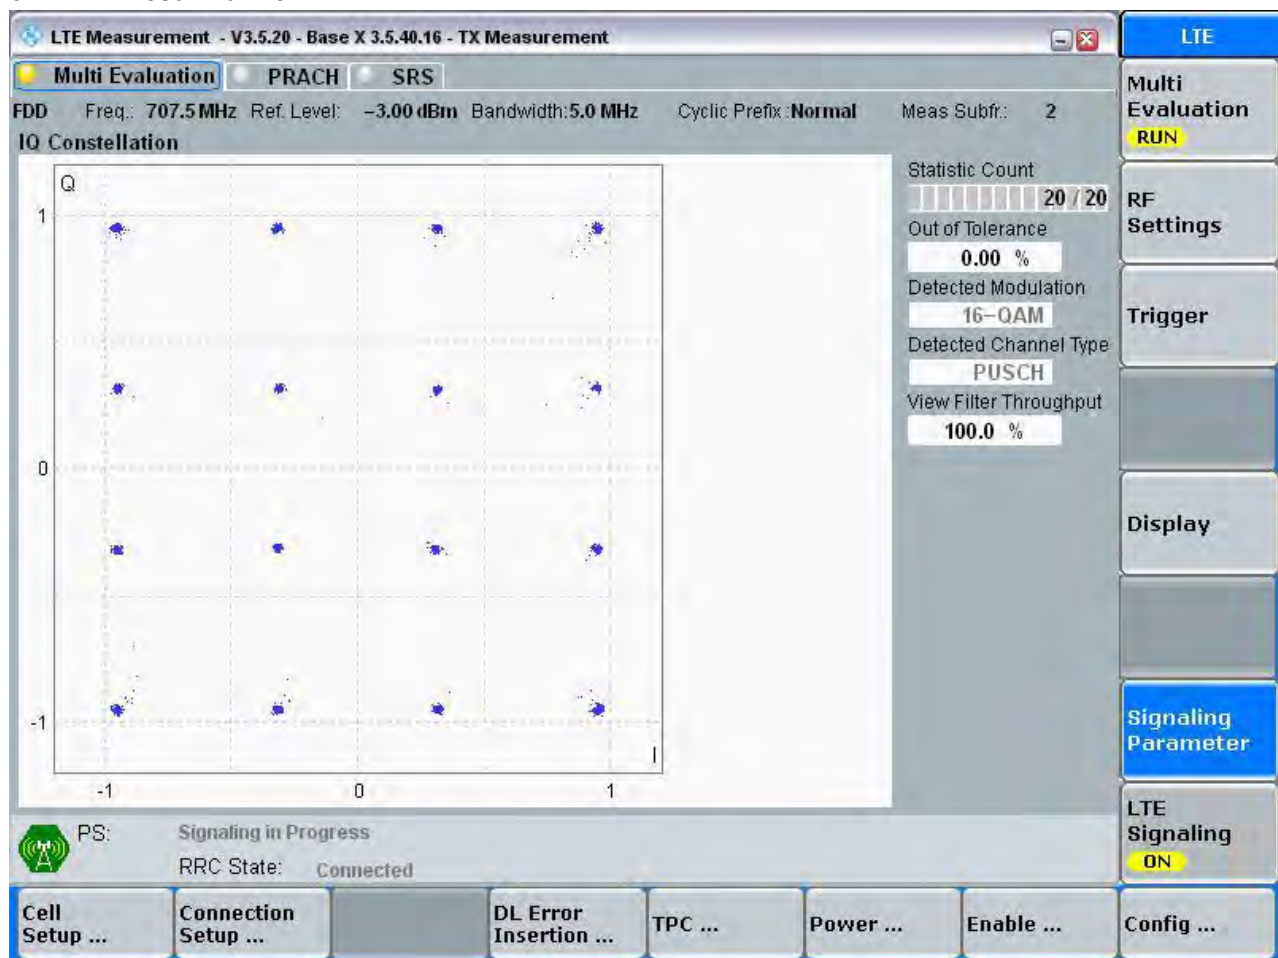 LTE Measurement - V3.5.20 - Base X 3.5.40.16 - TX Measurement
LTE
Multi Evaluation PRACH SRS
FDD Freq.: 707.5 MHz Ref. Level: -3.00 dBm Bandwidth: 5.0 MHz Cyclic Prefix : Normal Meas Subfr.: 2
IQ Constellation
Q
1
0
-1
-1 0 1
I
Statistic Count
20 / 20
Out of Tolerance
0.00 %
Detected Modulation
16-QAM
Detected Channel Type
PUSCH
View Filter Throughput
100.0 %
Multi
Evaluation
RUN
RF
Settings
Trigger
Display
Signaling
Parameter
LTE
Signaling
ON
PS: Signaling in Progress
RRC State: Connected
Cell
Setup ...
Connection
Setup ...
DL Error
Insertion ...
TPC ...
Power ...
Enable ...
Config ...